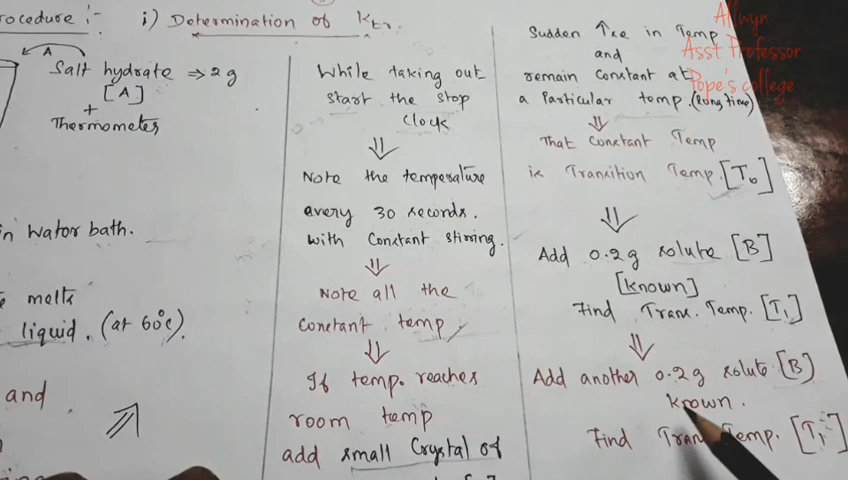 rocedure :- i) Determination of Ktr.
A
Salt hydrate ⇒ 2 g
[A]
+
Thermometer
in water bath.
melts
liquid. (at 60°C)
and
While taking out
start the stop
clock
Note the temperature
every 30 seconds.
with constant stirring.
Note all the
constant temp
If temp. reaches
room temp
add small crystal of
Sudden ↑se in Temp
and
remain constant at
a Particular temp. (long time)
That constant Temp
is Transition Temp. [T₀]
Add 0.2g solute [B]
[known]
Find Trans. Temp. [T₁]
Add another 0.2g solute [B]
known.
Find Tran Temp.
Allwyn
Asst Professor
Pope's college